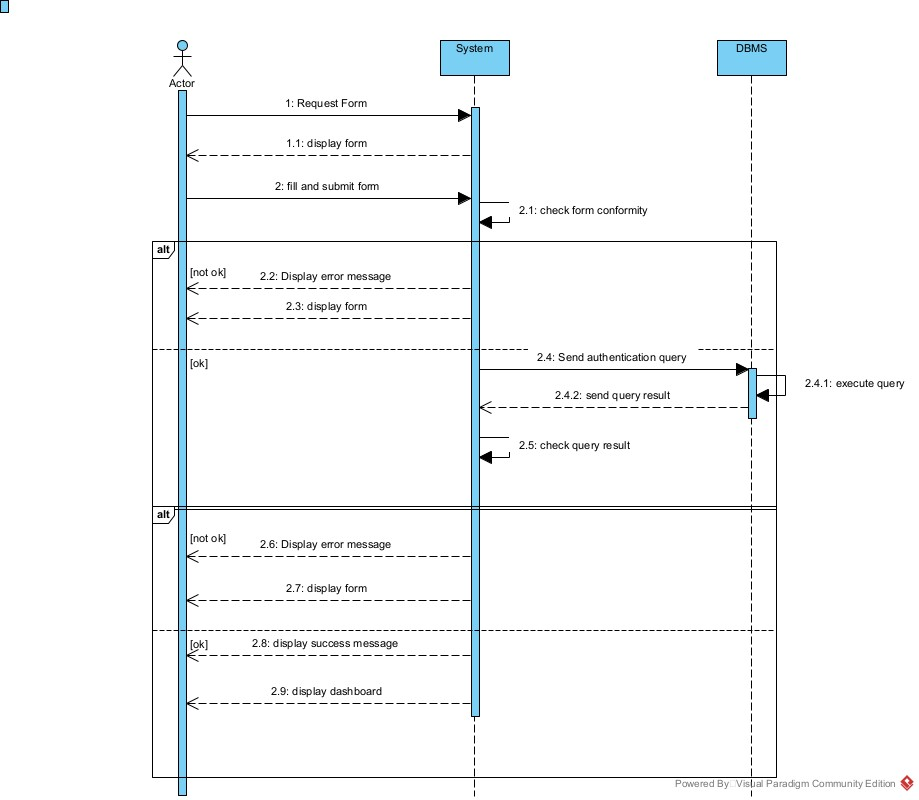 System
DBMS
Actor
1: Request Form
1.1: display form
2: fill and submit form
2.1: check form conformity
alt
[not ok]
2.2: Display error message
2.3: display form
[ok]
2.4: Send authentication query
2.4.1: execute query
2.4.2: send query result
2.5: check query result
alt
[not ok]
2.6: Display error message
2.7: display form
[ok]
2.8: display success message
2.9: display dashboard
Powered By Visual Paradigm Community Edition